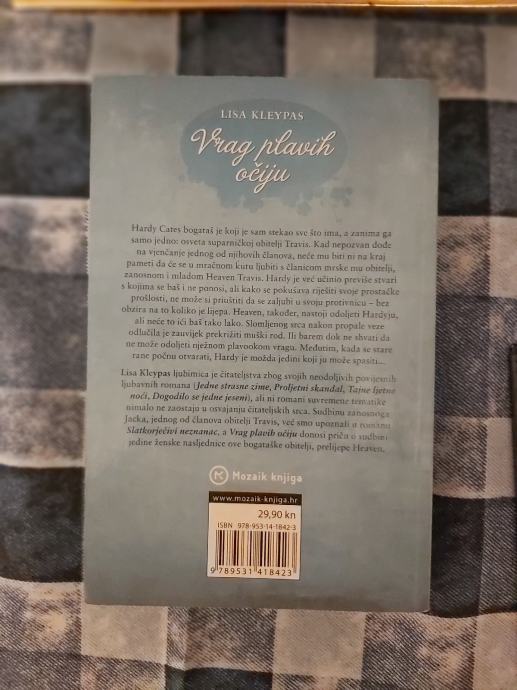 LISA KLEYPAS
Vrag plavih
očiju
Hardy Cates bogataš je koji je sam stekao sve što ima, a zanima ga
samo jedno: osveta suparničkoj obitelji Travis. Kad nepozvan dođe
na vjenčanje jednog od njihovih članova, neće mu biti ni na kraj
pameti da će se u mračnom kutu ljubiti s članicom mrske mu obitelji,
zanosnom i mladom Heaven Travis. Hardy je već učinio previše stvari
s kojima se baš i ne ponosi, ali kako se pokušava riješiti svoje prostačke
prošlosti, ne može si priuštiti da se zaljubi u svoju protivnicu – bez
obzira na to koliko je lijepa. Heaven, također, nastoji odoljeti Hardyju,
ali neće to ići baš tako lako. Slomljenog srca nakon propale veze
odlučila je zauvijek prekrižiti muški rod. Ili barem dok ne shvati da
ne može odoljeti nježnom plavookom vragu. Međutim, kada se stare
rane počnu otvarati, Hardy je možda jedini koji ju može spasiti...
Lisa Kleypas ljubimica je čitateljstva zbog svojih neodoljivih povijesnih
ljubavnih romana (Jedne strasne zime, Proljetni skandal, Tajne ljetne
noći, Dogodilo se jedne jeseni), ali ni romani suvremene tematike
nimalo ne zaostaju u osvajanju čitateljskih srca. Sudbinu zanosnoga
Jacka, jednog od članova obitelji Travis, već smo upoznali u romanu
Slatkorječivi neznanac, a Vrag plavih očiju donosi priču o sudbini
jedine ženske nasljednice ove bogataške obitelji, prelijepe Heaven.
Mozaik knjiga
www.mozaik-knjiga.hr
29,90 kn
ISBN 978-953-14-1842-3
9 789531 418423